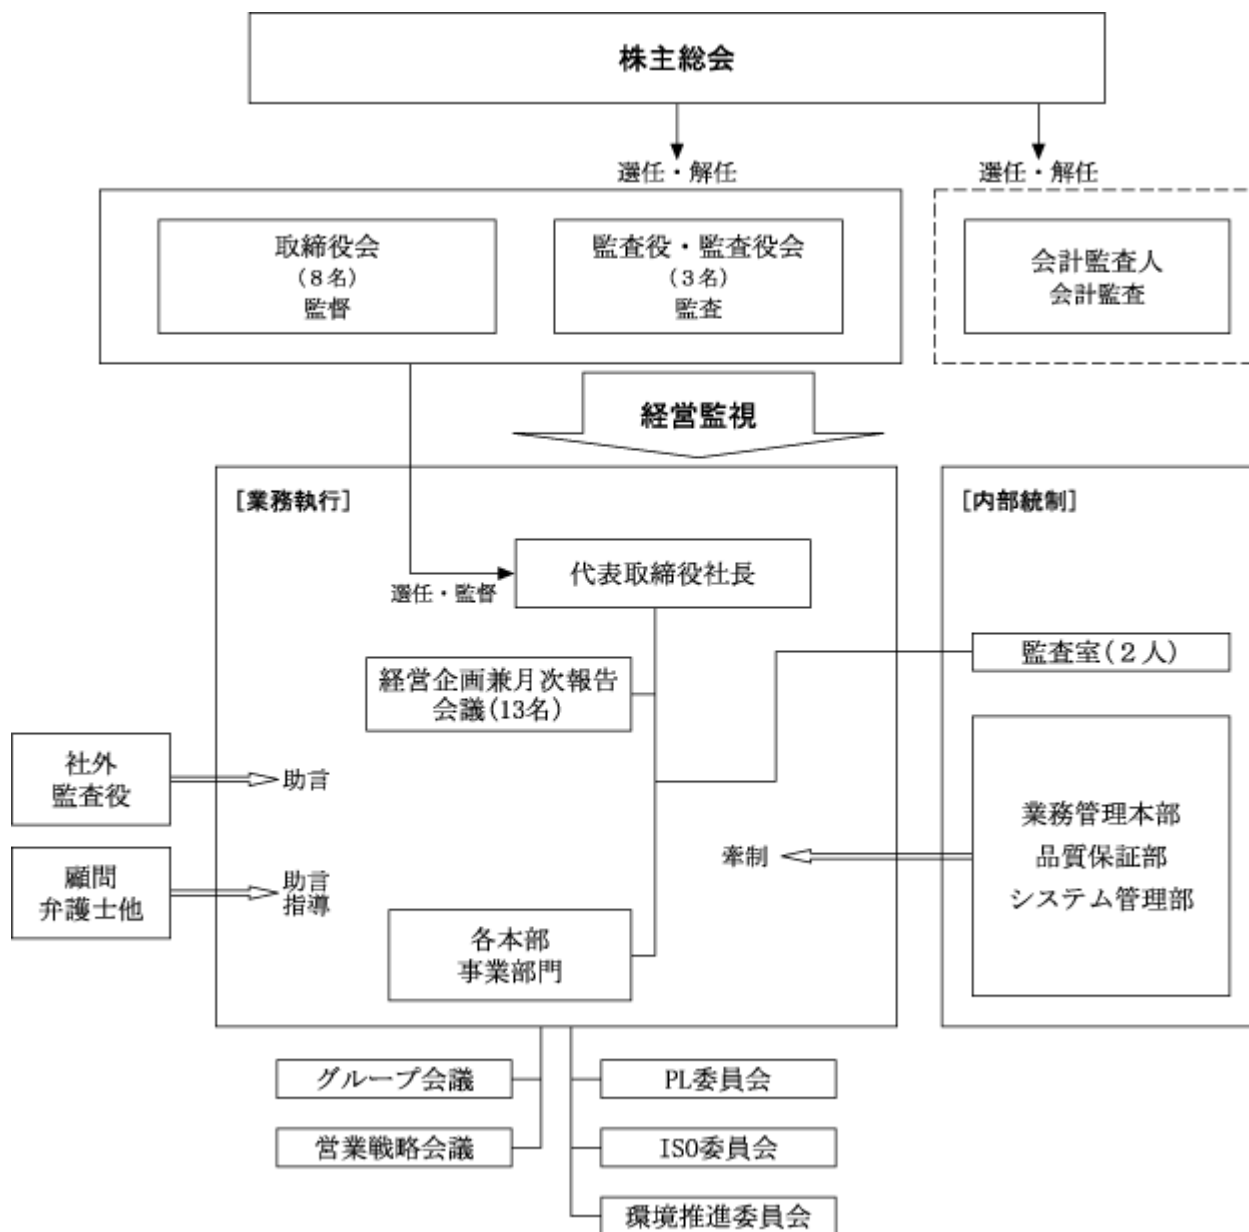 株主総会
選任・解任
選任・解任
取締役会
(8名)
監督
監査役・監査役会
(3名)
監査
会計監査人
会計監査
経営監視
[業務執行]
[内部統制]
代表取締役社長
選任・監督
監査室(2人)
経営企画兼月次報告
会議(13名)
社外
監査役
助言
業務管理本部
品質保証部
システム管理部
牽制
顧問
弁護士他
助言
指導
各本部
事業部門
グループ会議
PL委員会
営業戦略会議
ISO委員会
環境推進委員会